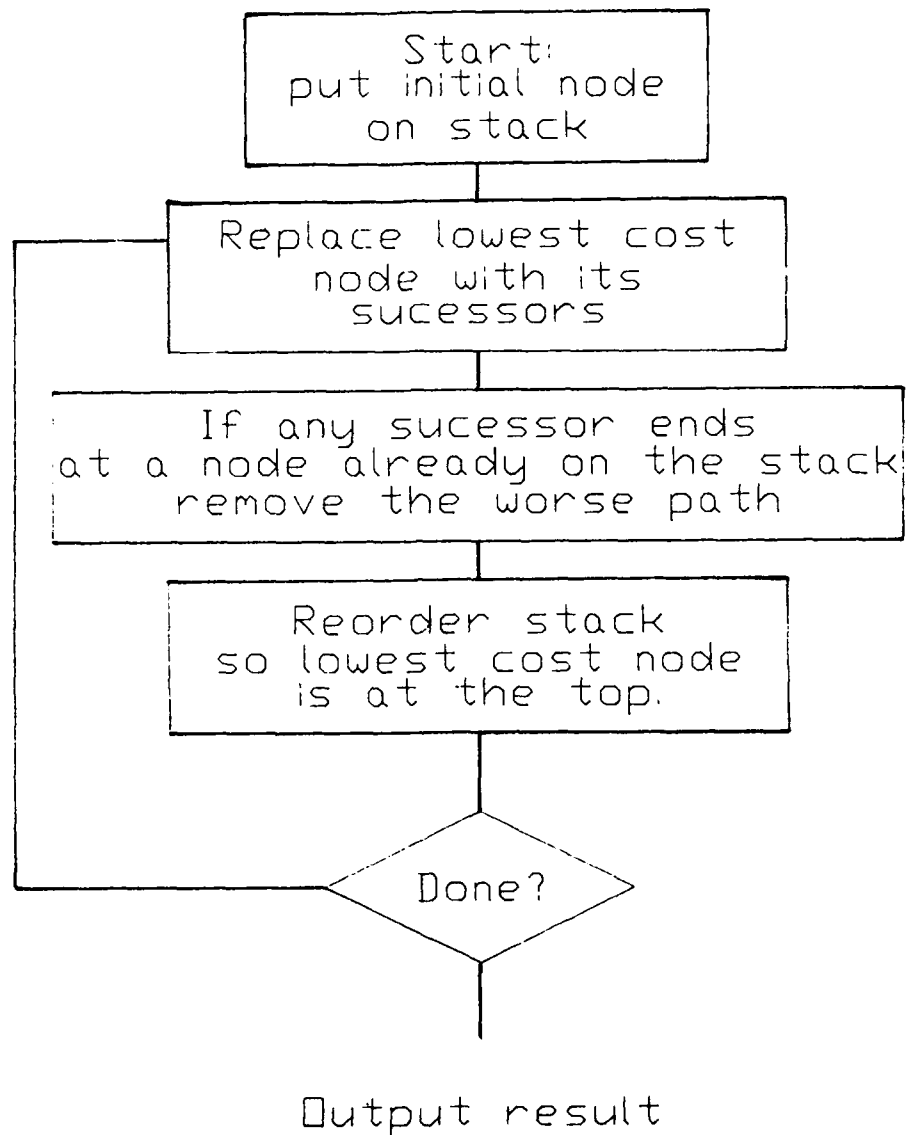 Start:
put initial node
on stack
Replace lowest cost
node with its
sucessors
If any sucessor ends
at a node already on the stack
remove the worse path
Reorder stack
so lowest cost node
is at the top.
Done?
Output result